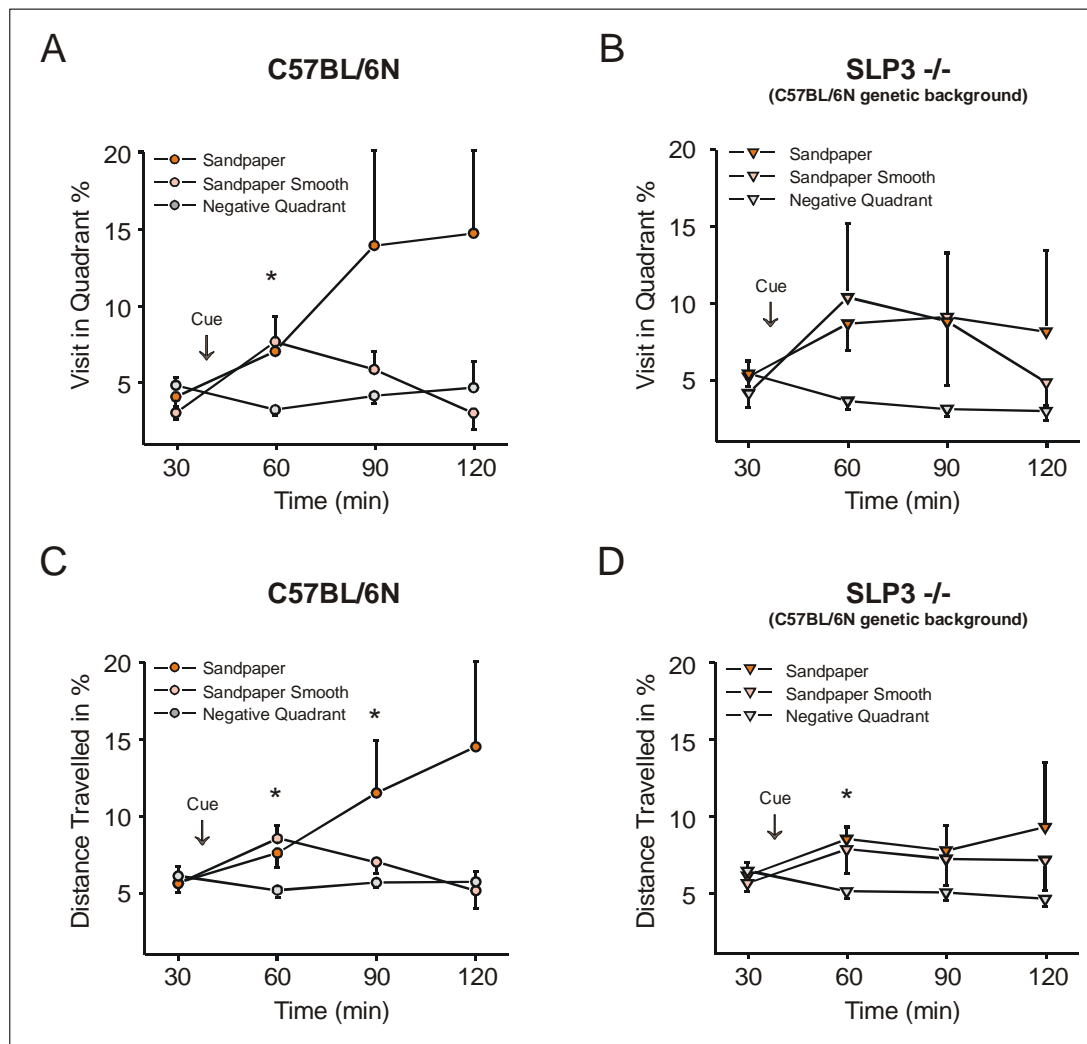 A
C57BL/6N
Sandpaper
Sandpaper Smooth
Negative Quadrant
20
15
10
5
Visit in Quadrant %
*
Cue
30 60 90 120
Time (min)
B
SLP3 -/-
(C57BL/6N genetic background)
Sandpaper
Sandpaper Smooth
Negative Quadrant
20
15
10
5
Visit in Quadrant %
Cue
30 60 90 120
Time (min)
C
C57BL/6N
Sandpaper
Sandpaper Smooth
Negative Quadrant
20
15
10
5
Distance Travelled in %
*
*
Cue
30 60 90 120
Time (min)
D
SLP3 -/-
(C57BL/6N genetic background)
Sandpaper
Sandpaper Smooth
Negative Quadrant
20
15
10
5
Distance Travelled in %
*
Cue
30 60 90 120
Time (min)